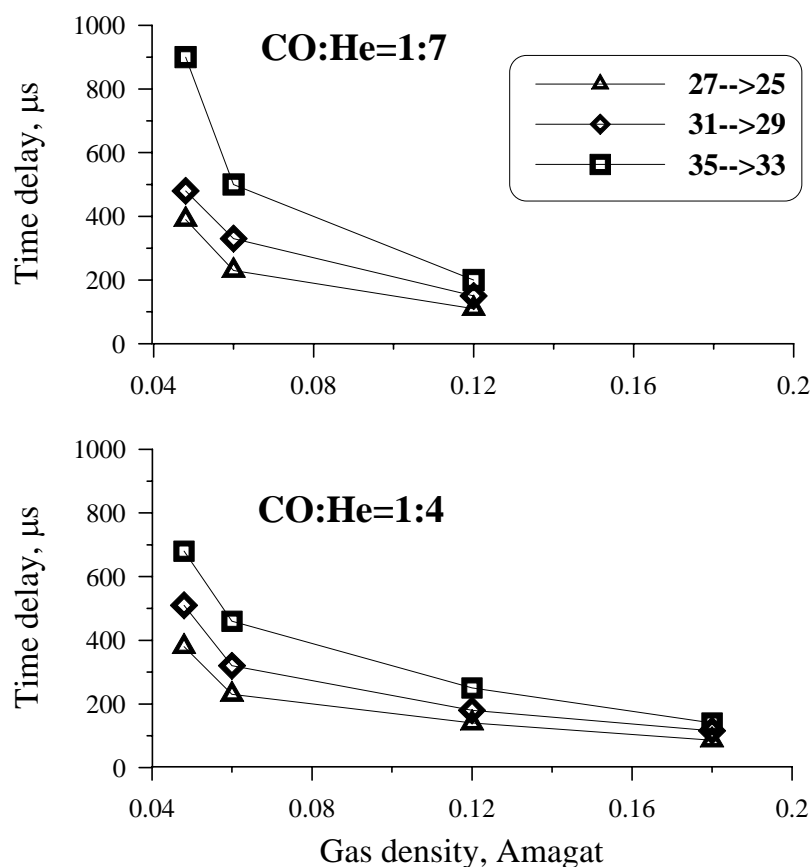 1000
CO:He=1:7
27-->25
31-->29
35-->33
800
600
400
200
0
Time delay, μs
0.04 0.08 0.12 0.16 0.2
1000
CO:He=1:4
800
600
400
200
0
Time delay, μs
0.04 0.08 0.12 0.16 0.2
Gas density, Amagat